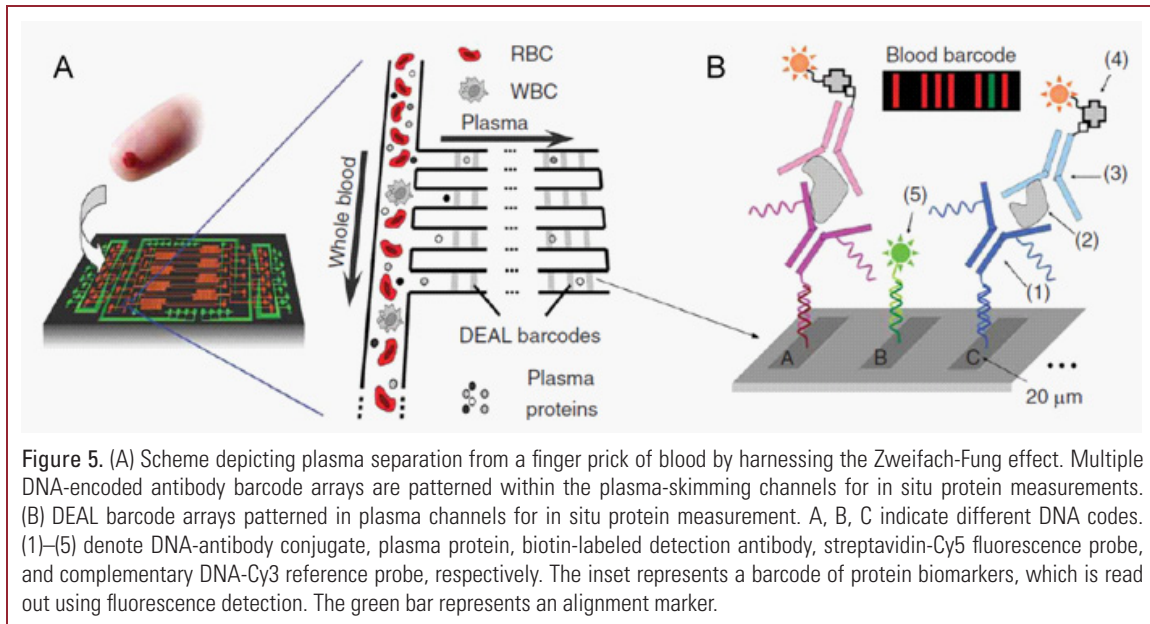 A
RBC
WBC
Plasma
Whole blood
DEAL barcodes
Plasma
proteins
B
Blood barcode
(4)
(3)
(5)
(2)
(1)
A
B
C
...
20 μm
Figure 5. (A) Scheme depicting plasma separation from a finger prick of blood by harnessing the Zweifach-Fung effect. Multiple
DNA-encoded antibody barcode arrays are patterned within the plasma-skimming channels for in situ protein measurements.
(B) DEAL barcode arrays patterned in plasma channels for in situ protein measurement. A, B, C indicate different DNA codes.
(1)–(5) denote DNA-antibody conjugate, plasma protein, biotin-labeled detection antibody, streptavidin-Cy5 fluorescence probe,
and complementary DNA-Cy3 reference probe, respectively. The inset represents a barcode of protein biomarkers, which is read
out using fluorescence detection. The green bar represents an alignment marker.